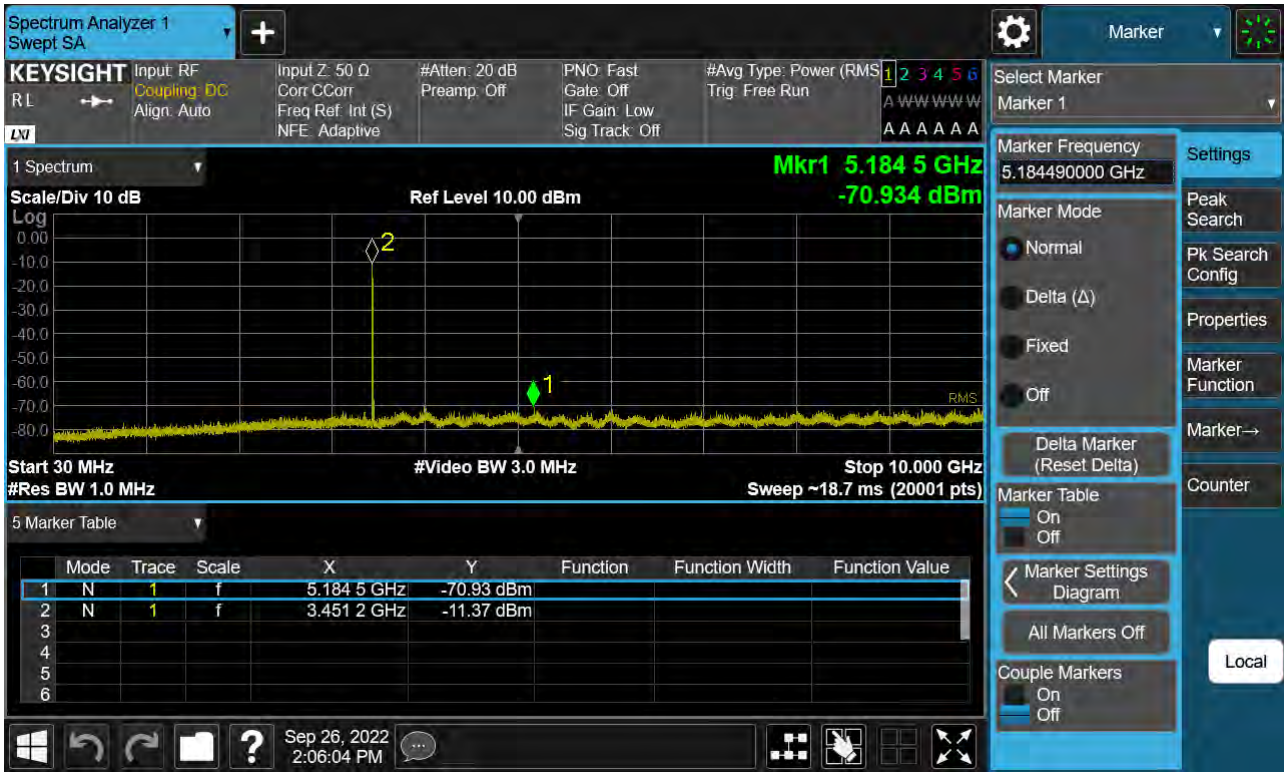 Spectrum Analyzer 1
Swept SA
+
Marker
KEYSIGHT
RL
LXI
Input: RF
Coupling: DC
Align: Auto
Input Z: 50 Ω
Corr CCorr
Freq Ref: Int (S)
NFE: Adaptive
#Atten: 20 dB
Preamp: Off
PNO: Fast
Gate: Off
IF Gain: Low
Sig Track: Off
#Avg Type: Power (RMS
Trig: Free Run
1 2 3 4 5 6
A W W W W W
A A A A A A
Select Marker
Marker 1
1 Spectrum
Mkr1 5.184 5 GHz
-70.934 dBm
Scale/Div 10 dB
Ref Level 10.00 dBm
Log
0.00
-10.0
-20.0
-30.0
-40.0
-50.0
-60.0
-70.0
-80.0
2
1
RMS
Start 30 MHz
#Video BW 3.0 MHz
Stop 10.000 GHz
#Res BW 1.0 MHz
Sweep ~18.7 ms (20001 pts)
5 Marker Table
Mode Trace Scale X Y Function Function Width Function Value
1 N 1 f 5.184 5 GHz -70.93 dBm
2 N 1 f 3.451 2 GHz -11.37 dBm
3
4
5
6
Marker Frequency
5.184490000 GHz
Marker Mode
Normal
Delta (Δ)
Fixed
Off
Delta Marker
(Reset Delta)
Marker Table
On
Off
Marker Settings
Diagram
All Markers Off
Couple Markers
On
Off
Settings
Peak
Search
Pk Search
Config
Properties
Marker
Function
Marker→
Counter
Local
?
Sep 26, 2022
2:06:04 PM